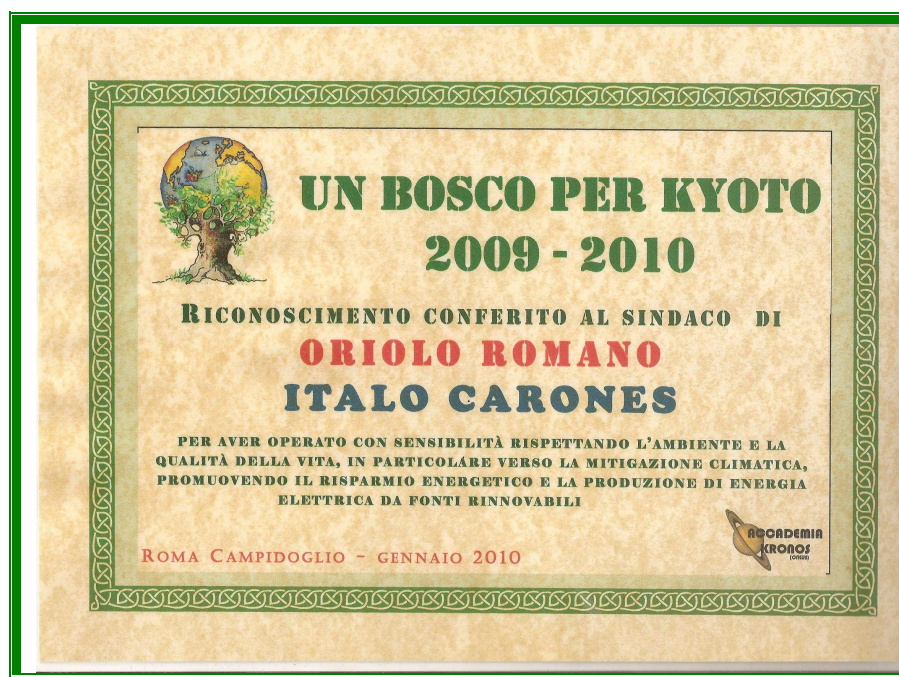 UN BOSCO PER KYOTO
2009 - 2010
RICONOSCIMENTO CONFERITO AL SINDACO DI
ORIOLO ROMANO
ITALO CARONES
PER AVER OPERATO CON SENSIBILITÀ RISPETTANDO L'AMBIENTE E LA
QUALITÀ DELLA VITA, IN PARTICOLARE VERSO LA MITIGAZIONE CLIMATICA,
PROMUOVENDO IL RISPARMIO ENERGETICO E LA PRODUZIONE DI ENERGIA
ELETTRICA DA FONTI RINNOVABILI
ACCADEMIA
KRONOS
ROMA CAMPIDOGLIO - GENNAIO 2010